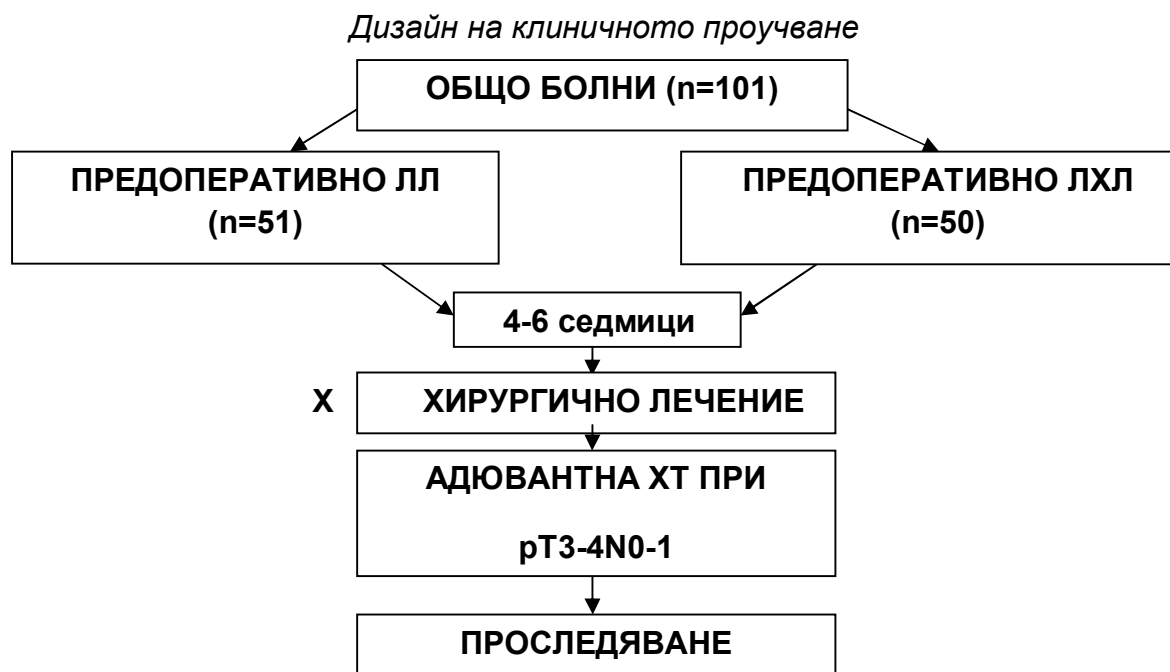 Дизайн на клиничното проучване
ОБЩО БОЛНИ (n=101)
ПРЕДОПЕРАТИВНО ЛЛ
(n=51)
ПРЕДОПЕРАТИВНО ЛХЛ
(n=50)
4-6 седмици
Х ХИРУРГИЧНО ЛЕЧЕНИЕ
АДЮВАНТНА ХТ ПРИ
pT3-4N0-1
ПРОСЛЕДЯВАНЕ